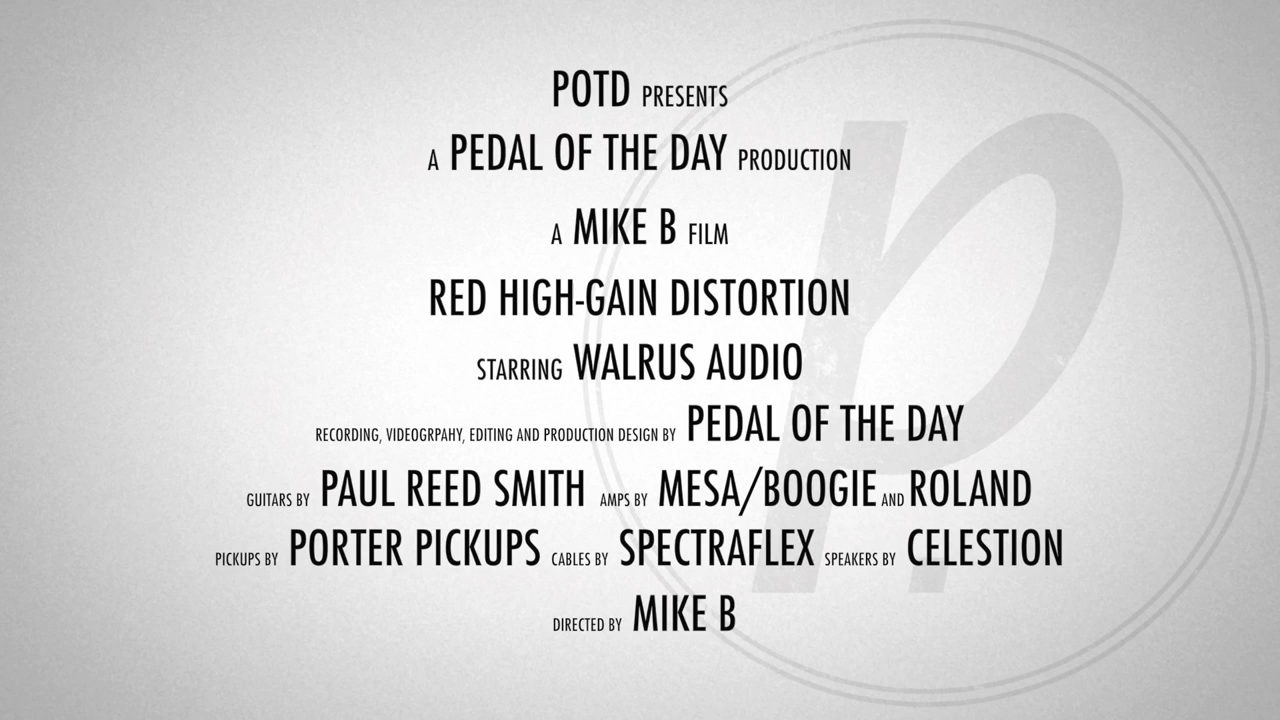 POTD PRESENTS
A PEDAL OF THE DAY PRODUCTION
A MIKE B FILM
RED HIGH-GAIN DISTORTION
STARRING WALRUS AUDIO
RECORDING, VIDEOGRPAHY, EDITING AND PRODUCTION DESIGN BY PEDAL OF THE DAY
GUITARS BY PAUL REED SMITH AMPS BY MESA/BOOGIE AND ROLAND
PICKUPS BY PORTER PICKUPS CABLES BY SPECTRAFLEX SPEAKERS BY CELESTION
DIRECTED BY MIKE B